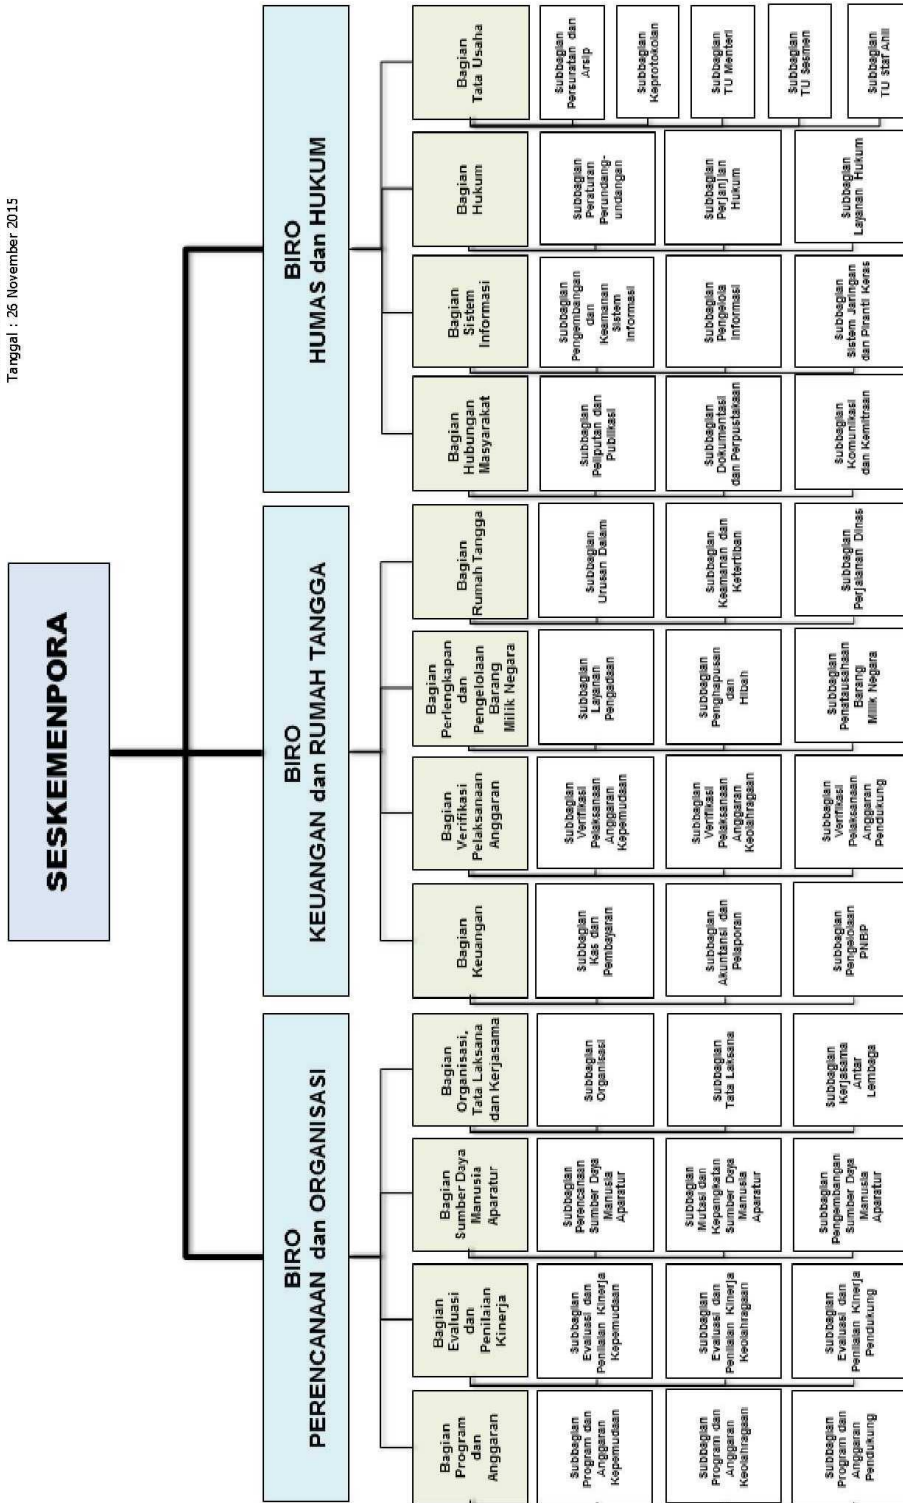 Tanggal : 26 November 2015
SESKEMENPORA
BIRO
PERENCANAAN dan ORGANISASI
BIRO
KEUANGAN dan RUMAH TANGGA
BIRO
HUMAS dan HUKUM
Bagian
Program
dan
Anggaran
Bagian
Evaluasi
dan
Penilaian
Kinerja
Bagian
Sumber Daya
Manusia
Aparatur
Bagian
Organisasi,
Tata Laksana
dan Kerjasama
Bagian
Keuangan
Bagian
Verifikasi
Pelaksanaan
Anggaran
Bagian
Perlengkapan
dan
Pengelolaan
Barang
Milik Negara
Bagian
Rumah Tangga
Bagian
Hubungan
Masyarakat
Bagian
Sistem
Informasi
Bagian
Hukum
Bagian
Tata Usaha
Subbagian
Program dan
Anggaran
Kepemudaan
Subbagian
Evaluasi dan
Penilaian Kinerja
Kepemudaan
Subbagian
Perencanaan
Sumber Daya
Manusia
Aparatur
Subbagian
Organisasi
Subbagian
Kas dan
Pembayaran
Subbagian
Verifikasi
Pelaksanaan
Anggaran
Kepemudaan
Subbagian
Layanan
Pengadaan
Subbagian
Urusan Dalam
Subbagian
Peliputan dan
Publikasi
Subbagian
Pengembangan
dan
Keamanan
Sistem
Informasi
Subbagian
Peraturan
Perundang-
undangan
Subbagian
Persuratan dan
Arsip
Subbagian
Keprotokolan
Subbagian
Program dan
Anggaran
Keolahragaan
Subbagian
Evaluasi dan
Penilaian Kinerja
Keolahragaan
Subbagian
Mutasi dan
Kepangkatan
Sumber Daya
Manusia
Aparatur
Subbagian
Tata Laksana
Subbagian
Akuntansi dan
Pelaporan
Subbagian
Verifikasi
Pelaksanaan
Anggaran
Keolahragaan
Subbagian
Penghapusan
dan
Hibah
Subbagian
Keamanan dan
Ketertiban
Subbagian
Dokumentasi
dan Perpustakaan
Subbagian
Pengelola
Informasi
Subbagian
Perjanjian
Hukum
Subbagian
TU Menteri
Subbagian
TU Sesmen
Subbagian
Program dan
Anggaran
Pendukung
Subbagian
Evaluasi dan
Penilaian Kinerja
Pendukung
Subbagian
Pengembangan
Sumber Daya
Manusia
Aparatur
Subbagian
Kerjasama
Antar
Lembaga
Subbagian
Pengelolaan
PNBP
Subbagian
Verifikasi
Pelaksanaan
Anggaran
Pendukung
Subbagian
Penatausahaan
Barang
Milik Negara
Subbagian
Perjalanan Dinas
Subbagian
Komunikasi
dan Kemitraan
Subbagian
Sistem Jaringan
dan Piranti Keras
Subbagian
Layanan Hukum
Subbagian
TU Staf Ahli